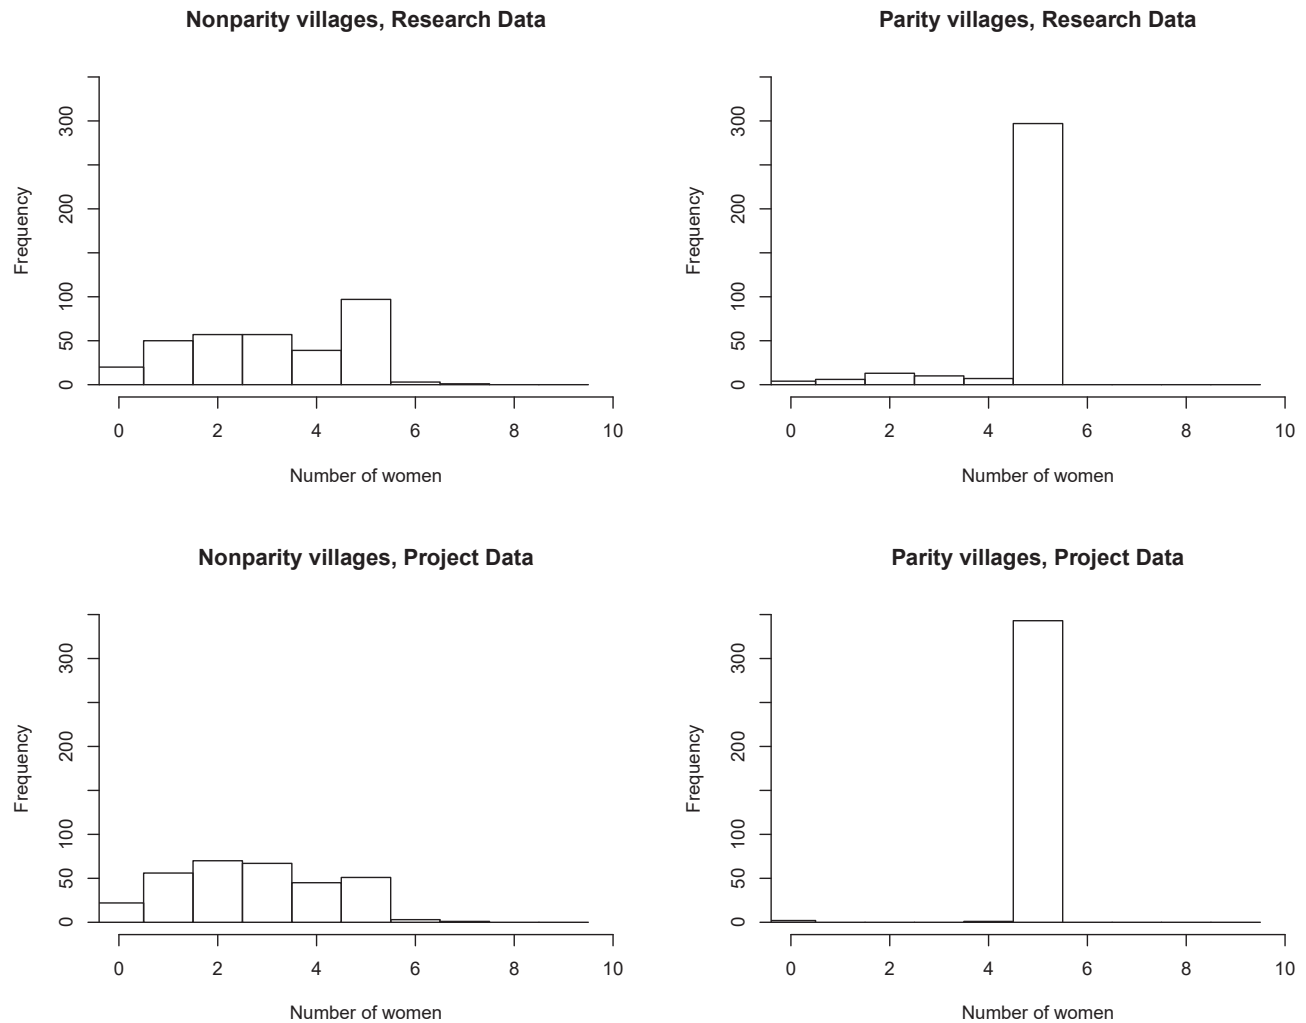 Nonparity villages, Research Data
Frequency
0 50 100 200 300
0 2 4 6 8 10
Number of women
Parity villages, Research Data
Frequency
0 50 100 200 300
0 2 4 6 8 10
Number of women
Nonparity villages, Project Data
Frequency
0 50 100 200 300
0 2 4 6 8 10
Number of women
Parity villages, Project Data
Frequency
0 50 100 200 300
0 2 4 6 8 10
Number of women